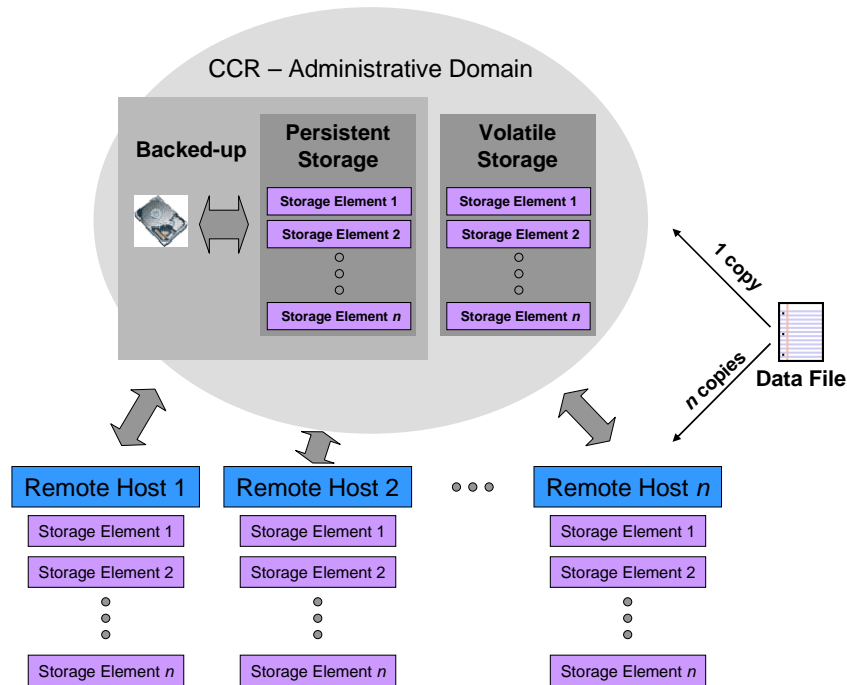 CCR – Administrative Domain
Backed-up
Persistent
Storage
Storage Element 1
Storage Element 2
Storage Element n
Volatile
Storage
Storage Element 1
Storage Element 2
Storage Element n
1 copy
n copies
Data File
Remote Host 1
Storage Element 1
Storage Element 2
Storage Element n
Remote Host 2
Storage Element 1
Storage Element 2
Storage Element n
Remote Host n
Storage Element 1
Storage Element 2
Storage Element n